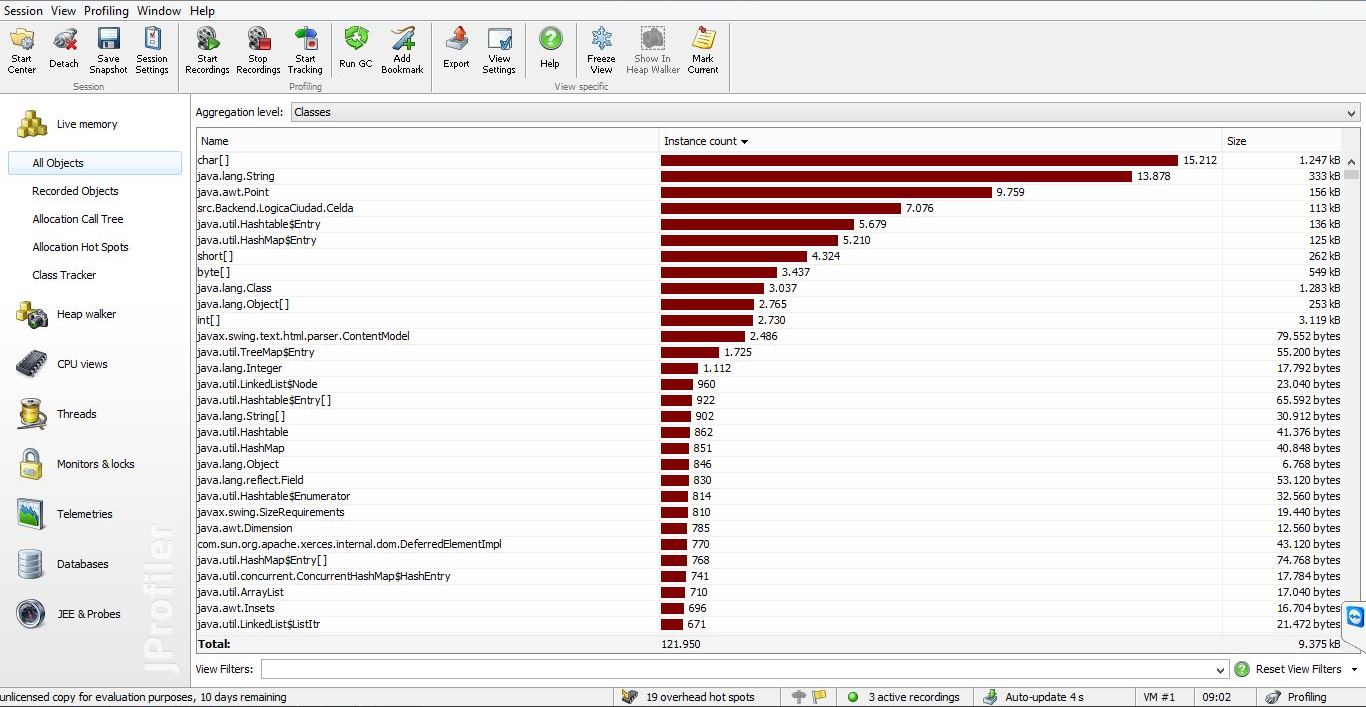 Session View Profiling Window Help
Start Center Detach Save Snapshot Session Settings Start Recordings Stop Recordings Start Tracking Run GC Add Bookmark Export View Settings Help Freeze View Show In Heap Walker Mark Current
Session Profiling View specific
Live memory
All Objects
Recorded Objects
Allocation Call Tree
Allocation Hot Spots
Class Tracker
Heap walker
CPU views
Threads
Monitors & locks
Telemetries
Databases
JEE & Probes
JProfiler
Aggregation level: Classes
Name Instance count Size
char[] 15.212 1.247 kB
java.lang.String 13.878 333 kB
java.awt.Point 9.759 156 kB
src.Backend.LogicaCiudad.Celda 7.076 113 kB
java.util.Hashtable$Entry 5.679 136 kB
java.util.HashMap$Entry 5.210 125 kB
short[] 4.324 262 kB
byte[] 3.437 549 kB
java.lang.Class 3.037 1.283 kB
java.lang.Object[] 2.765 253 kB
int[] 2.730 3.119 kB
javax.swing.text.html.parser.ContentModel 2.486 79.552 bytes
java.util.TreeMap$Entry 1.725 55.200 bytes
java.lang.Integer 1.112 17.792 bytes
java.util.LinkedList$Node 960 23.040 bytes
java.util.Hashtable$Entry[] 922 65.592 bytes
java.lang.String[] 902 30.912 bytes
java.util.Hashtable 862 41.376 bytes
java.util.HashMap 851 40.848 bytes
java.lang.Object 846 6.768 bytes
java.lang.reflect.Field 830 53.120 bytes
java.util.Hashtable$Enumerator 814 32.560 bytes
javax.swing.SizeRequirements 810 19.440 bytes
java.awt.Dimension 785 12.560 bytes
com.sun.org.apache.xerces.internal.dom.DeferredElementImpl 770 43.120 bytes
java.util.HashMap$Entry[] 768 74.768 bytes
java.util.concurrent.ConcurrentHashMap$HashEntry 741 17.784 bytes
java.util.ArrayList 710 17.040 bytes
java.awt.Insets 696 16.704 bytes
java.util.LinkedList$ListItr 671 21.472 bytes
Total: 121.950 9.375 kB
View Filters: Reset View Filters
unlicensed copy for evaluation purposes, 10 days remaining 19 overhead hot spots 3 active recordings Auto-update 4 s VM #1 09:02 Profiling